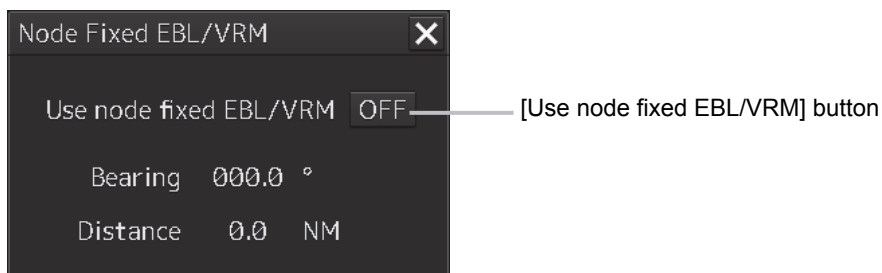 Node Fixed EBL/VRM
Use node fixed EBL/VRM OFF
[Use node fixed EBL/VRM] button
Bearing 000.0 °
Distance 0.0 NM